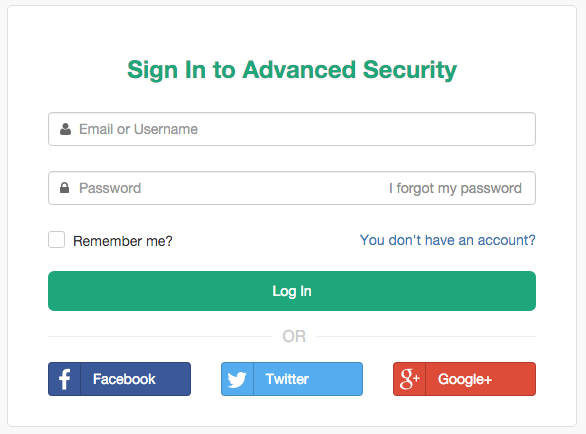 Sign In to Advanced Security
Email or Username
Password I forgot my password
Remember me? You don't have an account?
Log In
OR
f Facebook Twitter g+ Google+